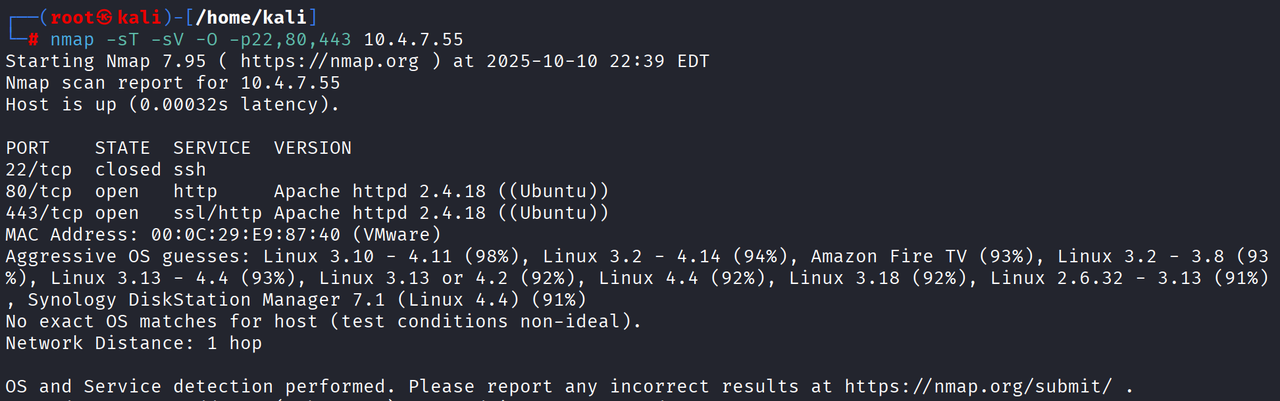 ┌──(root㉿kali)-[/home/kali]
└─# nmap -sT -sV -O -p22,80,443 10.4.7.55
Starting Nmap 7.95 ( https://nmap.org ) at 2025-10-10 22:39 EDT
Nmap scan report for 10.4.7.55
Host is up (0.00032s latency).

PORT    STATE  SERVICE  VERSION
22/tcp  closed ssh
80/tcp  open   http     Apache httpd 2.4.18 ((Ubuntu))
443/tcp open   ssl/http Apache httpd 2.4.18 ((Ubuntu))
MAC Address: 00:0C:29:E9:87:40 (VMware)
Aggressive OS guesses: Linux 3.10 - 4.11 (98%), Linux 3.2 - 4.14 (94%), Amazon Fire TV (93%), Linux 3.2 - 3.8 (93
%), Linux 3.13 - 4.4 (93%), Linux 3.13 or 4.2 (92%), Linux 4.4 (92%), Linux 3.18 (92%), Linux 2.6.32 - 3.13 (91%)
, Synology DiskStation Manager 7.1 (Linux 4.4) (91%)
No exact OS matches for host (test conditions non-ideal).
Network Distance: 1 hop

OS and Service detection performed. Please report any incorrect results at https://nmap.org/submit/ .